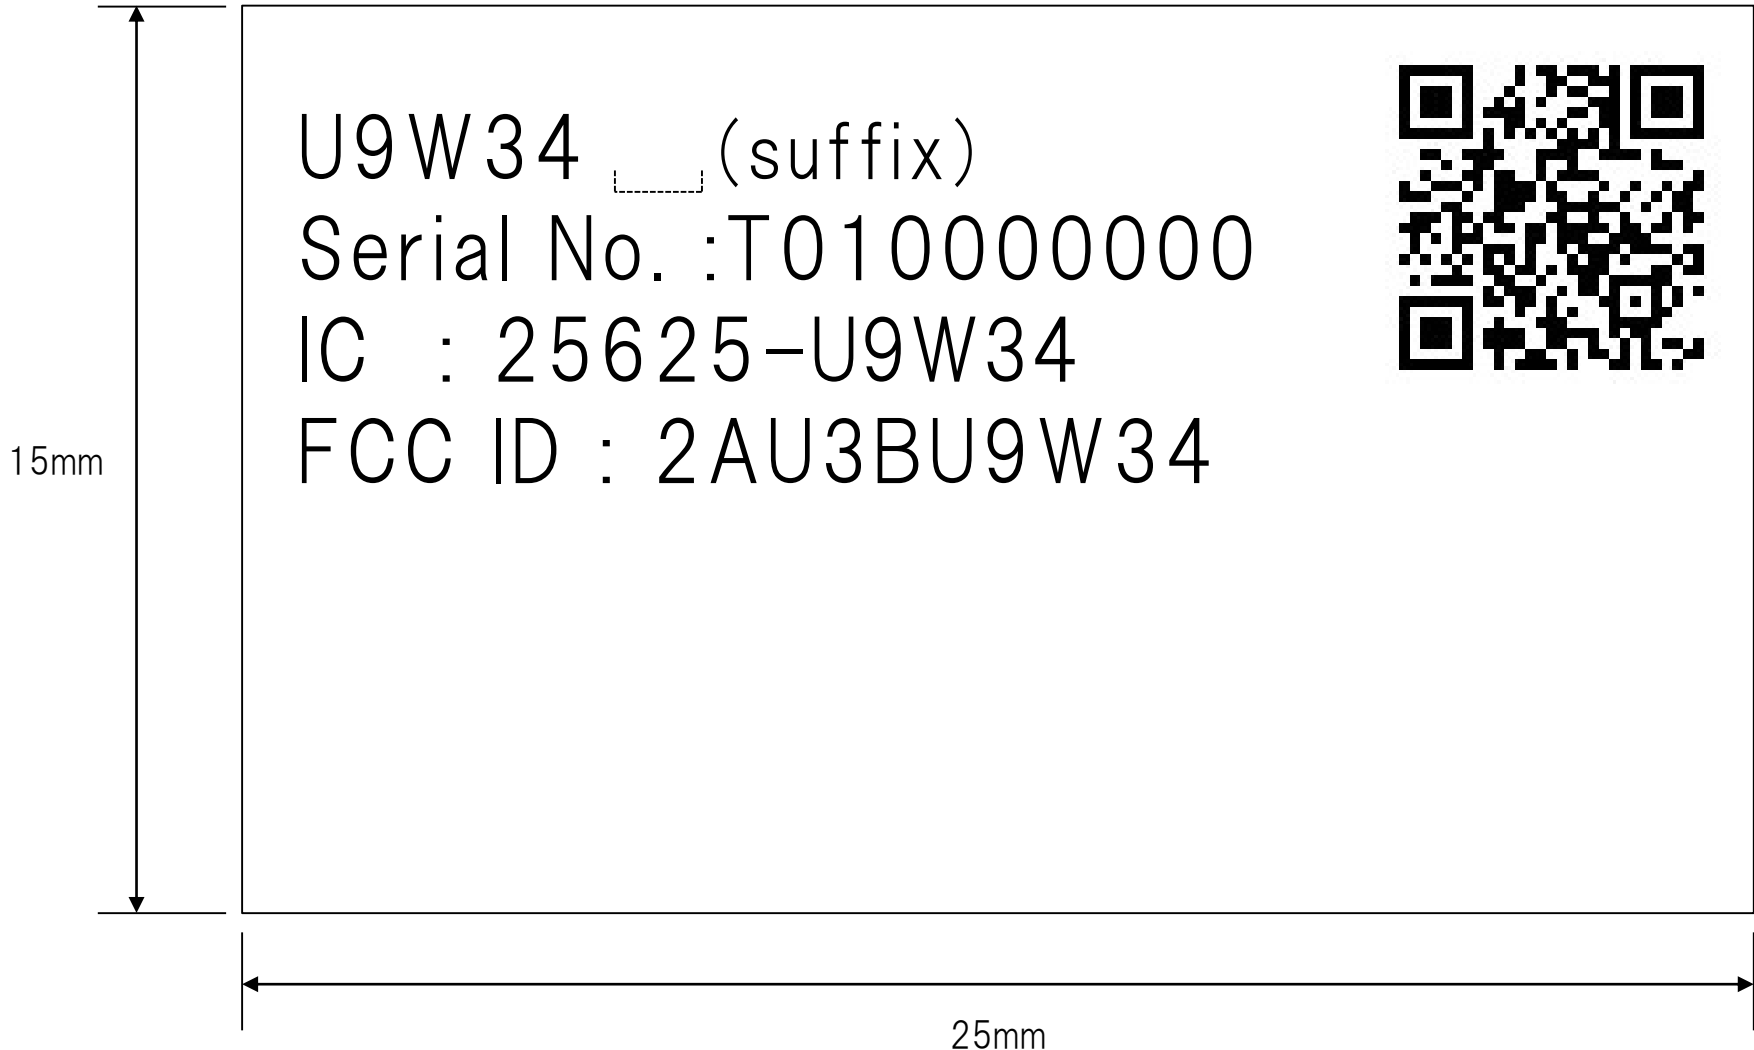 U9W34 (suffix)
Serial No. :T010000000
IC : 25625-U9W34
FCC ID : 2AU3BU9W34
15mm
25mm